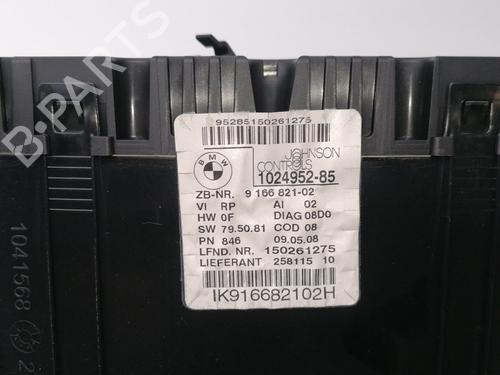 B-PARTS
95285150261275
BMW
JOHNSON
CONTROLS
1024952-85
ZB-NR. 9 166 821-02
VI RP AI 02
HW 0F DIAG 08D0
SW 79.50.81 COD 08
PN 846 09.05.08
LFND. NR. 150261275
LIEFERANT 258115 10
IK916682102H
1041568
2